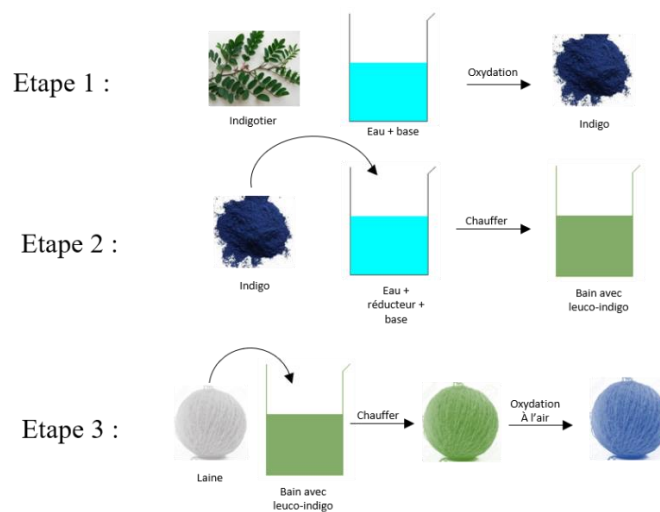 Etape 1 :
Indigotier
Eau + base
Oxydation
Indigo
Etape 2 :
Indigo
Eau +
réducteur +
base
Chauffer
Bain avec
leuco-indigo
Etape 3 :
Laine
Bain avec
leuco-indigo
Chauffer
Oxydation
À l'air